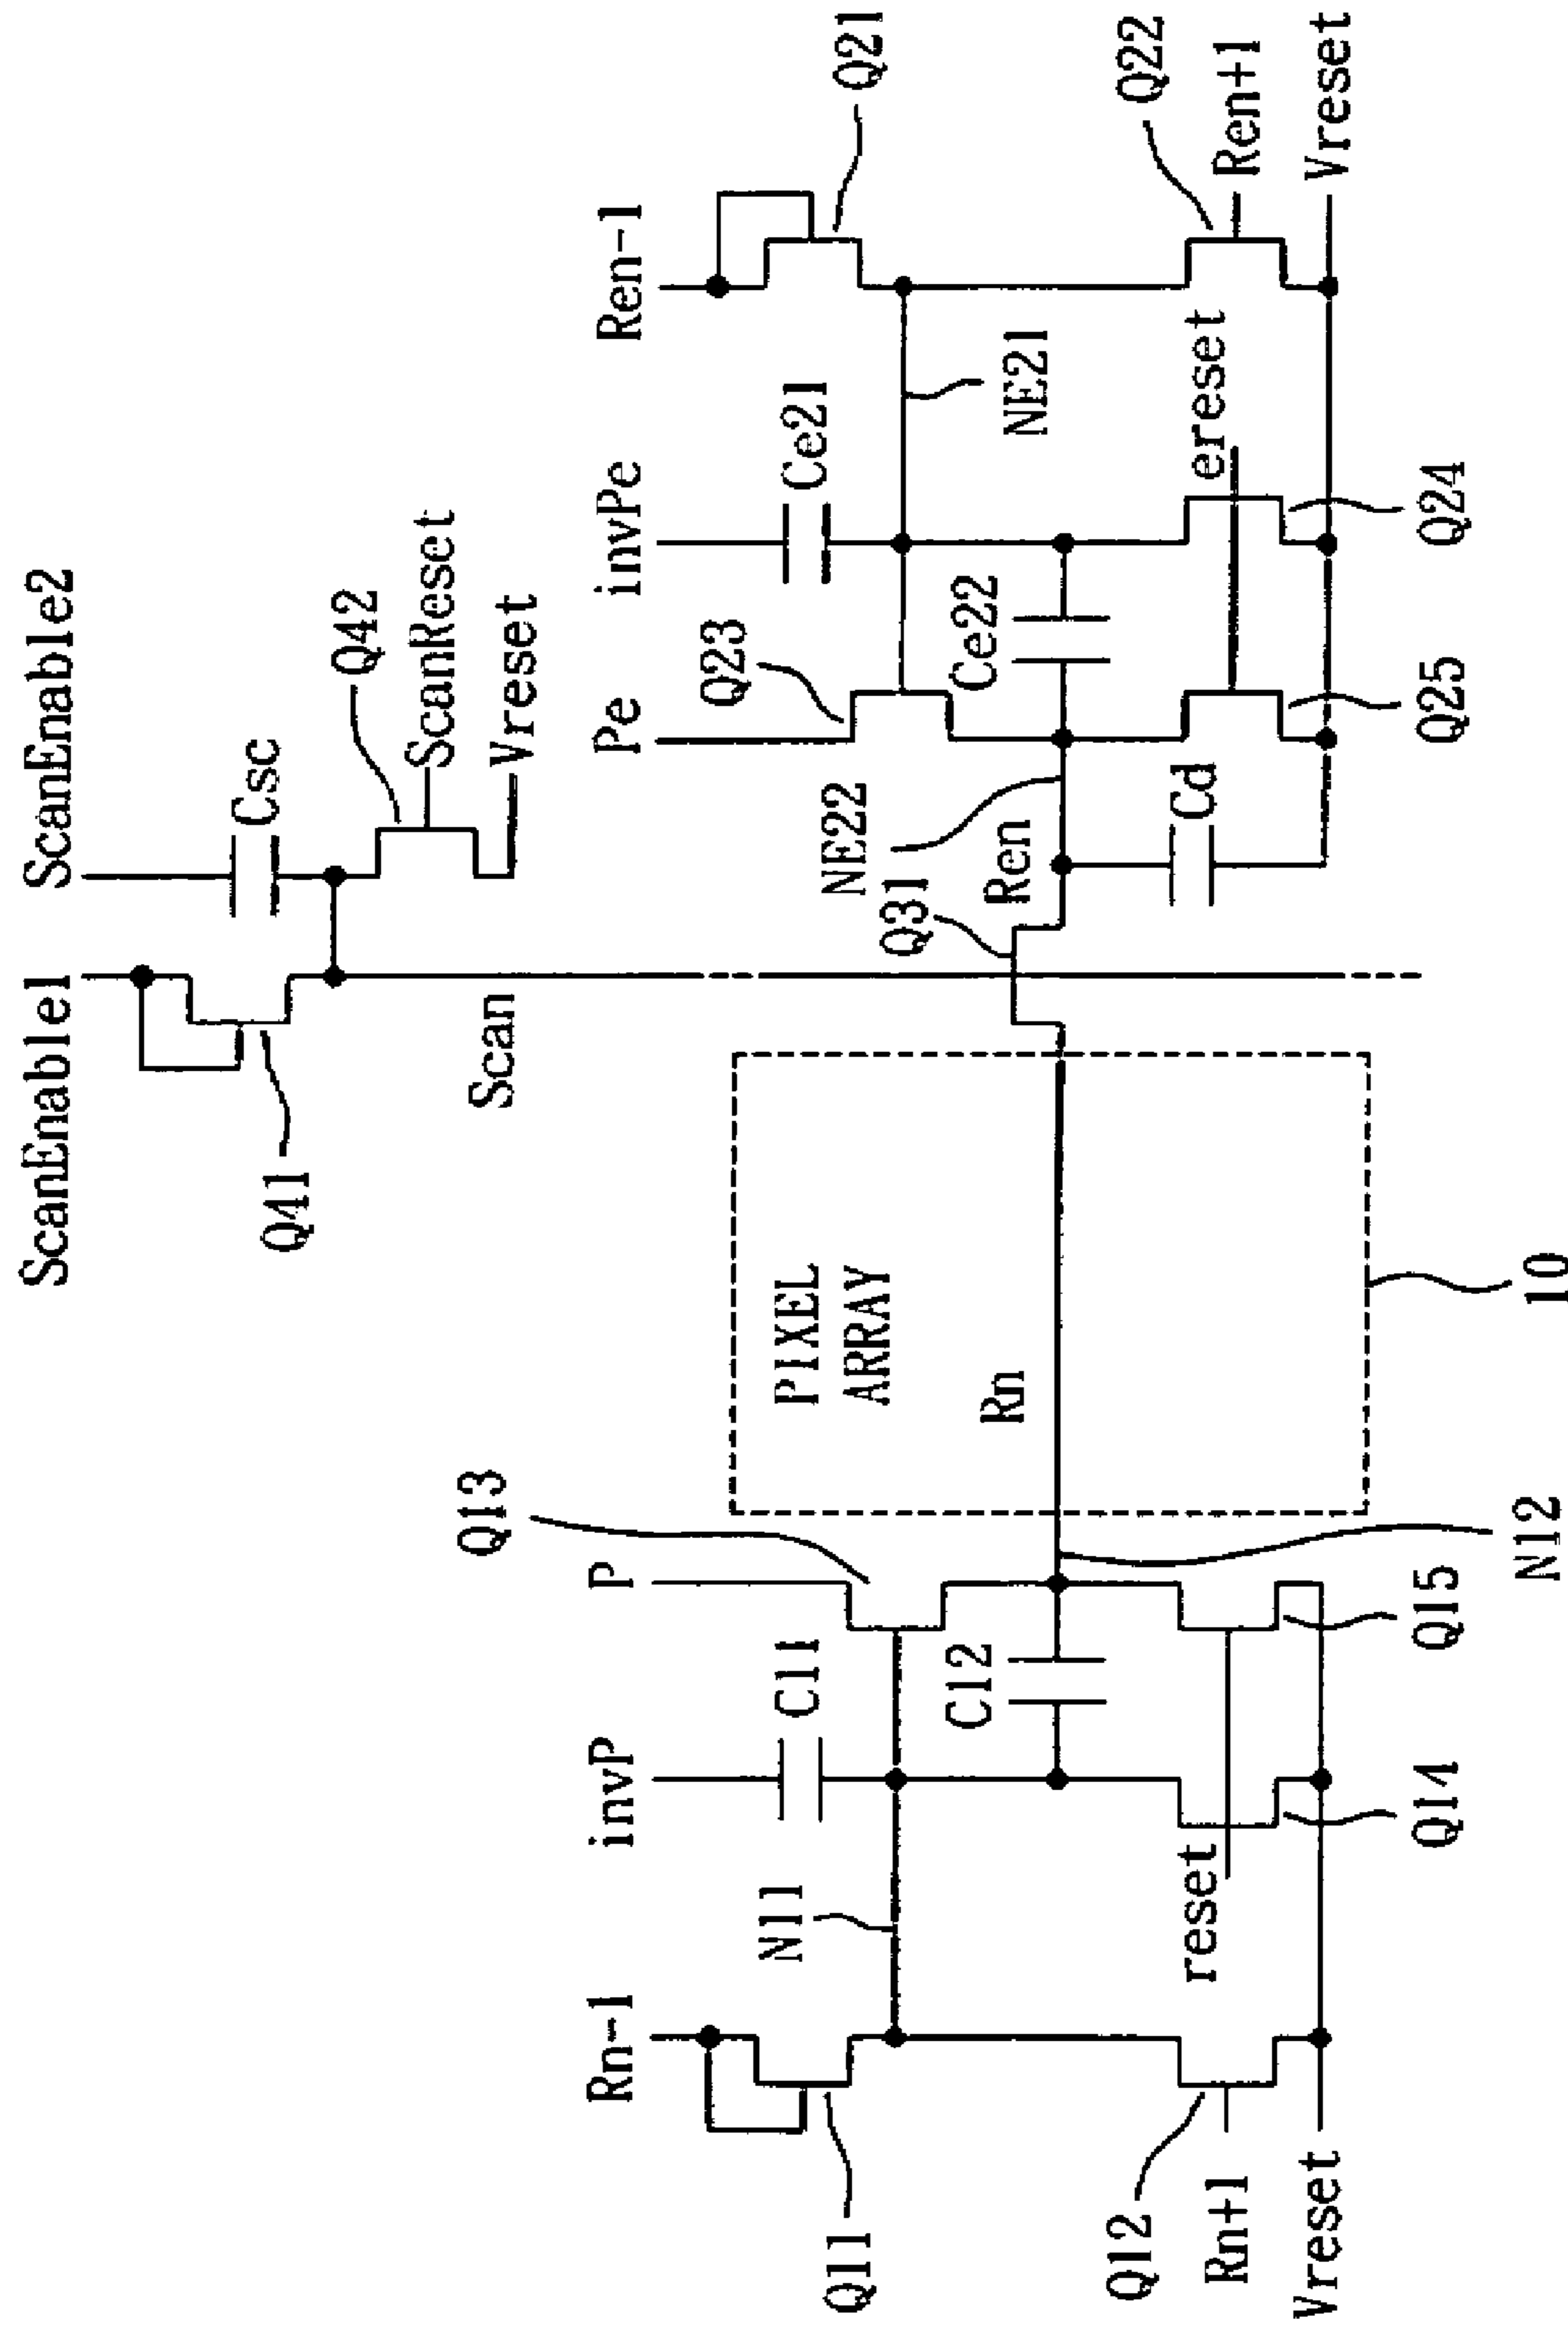 ScanEnable1
ScanEnable2
Csc
Q41
Q42
ScanReset
Scan
Vreset
Q13
Rn-1
invP
P
Pe
invPe
Ren-1
Q23
N11
C11
PIXEL
ARRAY
Ce21
Q11
NE22
Q21
Q31
C12
Rn
Ren
Ce22
NE21
Q12
Q22
reset
Cd
ereset
Rn+1
Ren+1
Vreset
Vreset
Q14
Q15
Q25
Q24
N12
10